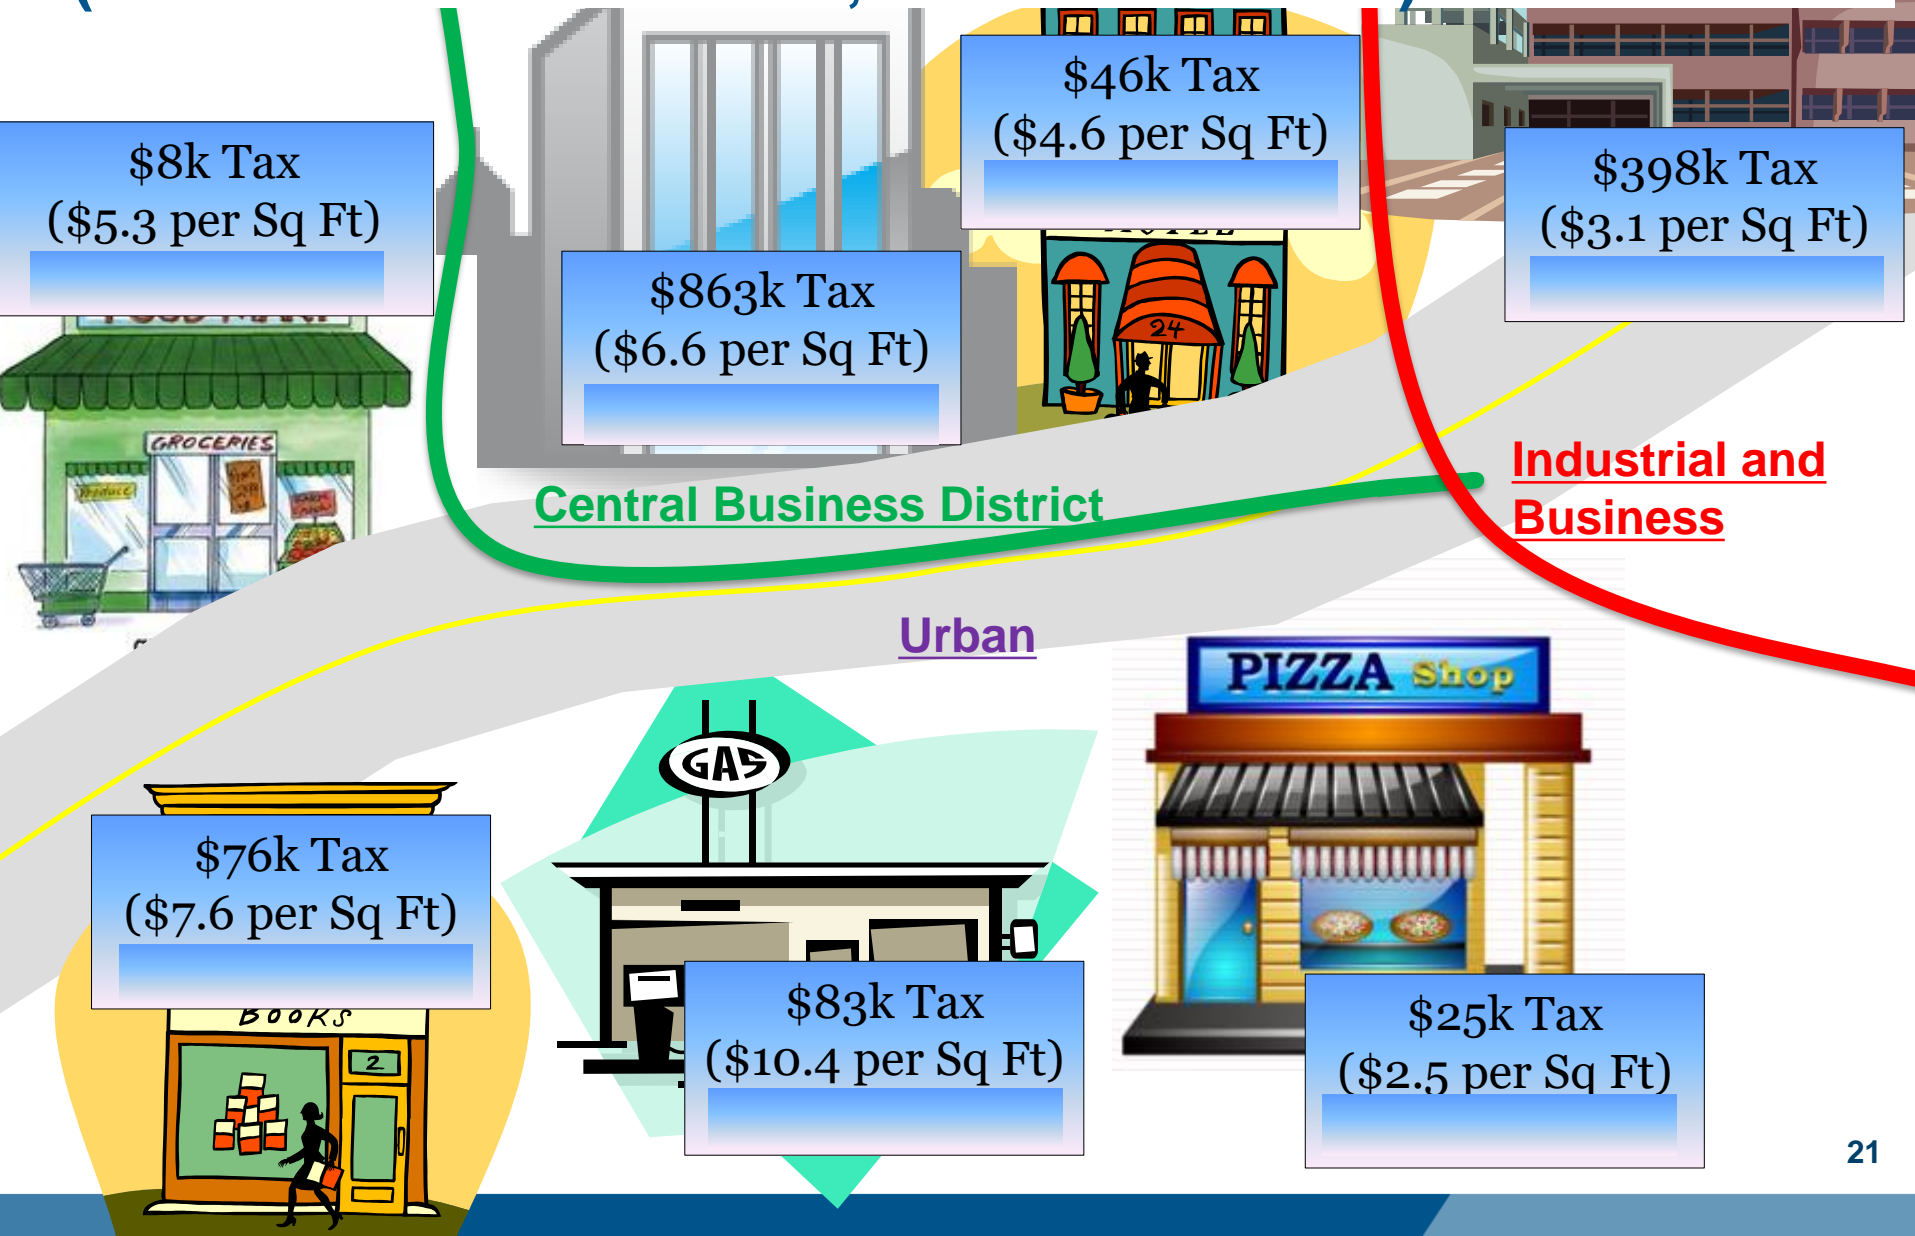 $46k Tax
($4.6 per Sq Ft)
$8k Tax
($5.3 per Sq Ft)
$398k Tax
($3.1 per Sq Ft)
$863k Tax
($6.6 per Sq Ft)
24
GROCERIES
Produce
Central Business District
Industrial and
Business
Urban
PIZZA Shop
GAS
$76k Tax
($7.6 per Sq Ft)
BOOKS
2
$83k Tax
($10.4 per Sq Ft)
$25k Tax
($2.5 per Sq Ft)
21